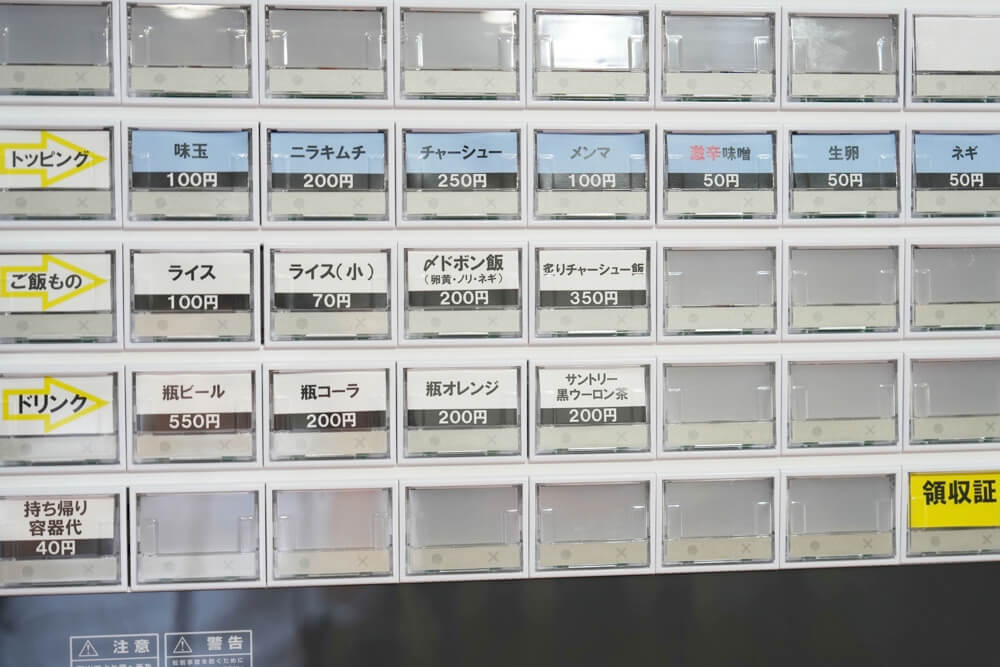 トッピング
味玉
100円
ニラキムチ
200円
チャーシュー
250円
メンマ
100円
激辛味噌
50円
生卵
50円
ネギ
50円
ご飯もの
ライス
100円
ライス(小)
70円
〆ドボン飯
(卵黄・ノリ・ネギ)
200円
炙りチャーシュー飯
350円
ドリンク
瓶ビール
550円
瓶コーラ
200円
瓶オレンジ
200円
サントリー
黒ウーロン茶
200円
持ち帰り
容器代
40円
領収証
注意
警告